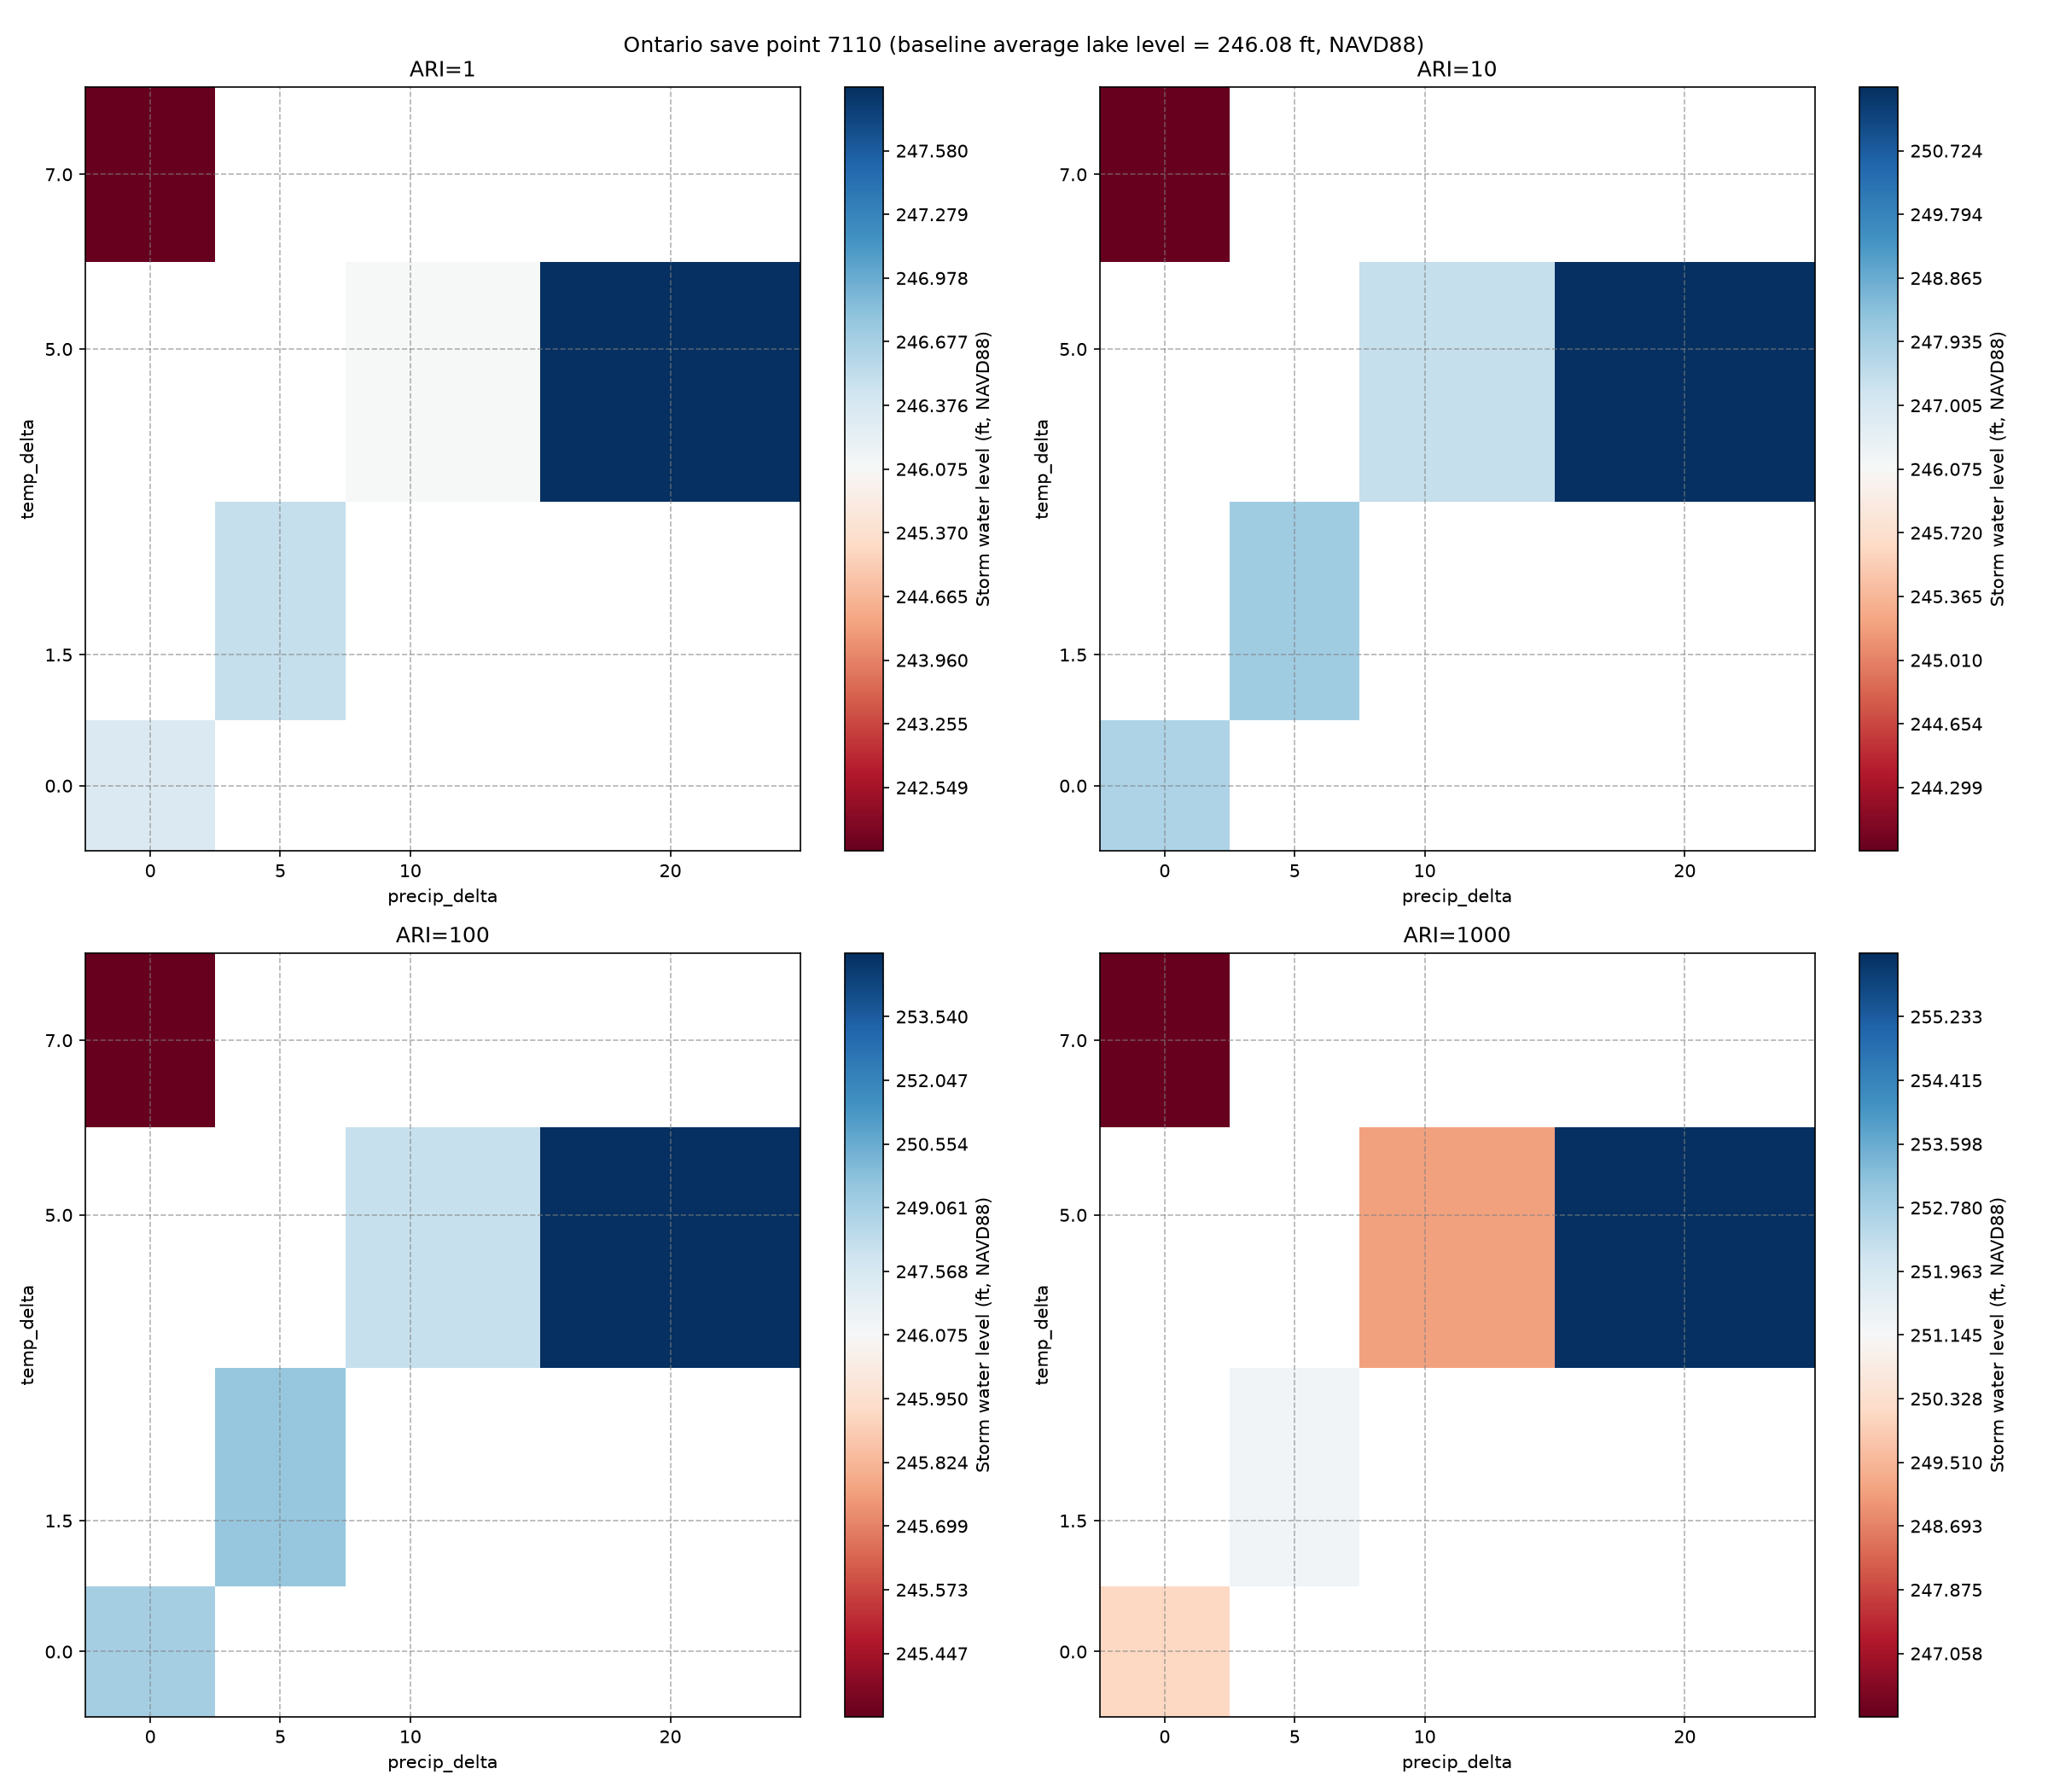 Ontario save point 7110 (baseline average lake level = 246.08 ft, NAVD88)
ARI=1
7.0
5.0
1.5
0.0
temp_delta
0 5 10 20
precip_delta
247.580
247.279
246.978
246.677
246.376
246.075
245.370
244.665
243.960
243.255
242.549
Storm water level (ft, NAVD88)
ARI=10
7.0
5.0
1.5
0.0
temp_delta
0 5 10 20
precip_delta
250.724
249.794
248.865
247.935
247.005
246.075
245.720
245.365
245.010
244.654
244.299
Storm water level (ft, NAVD88)
ARI=100
7.0
5.0
1.5
0.0
temp_delta
0 5 10 20
precip_delta
253.540
252.047
250.554
249.061
247.568
246.075
245.950
245.824
245.699
245.573
245.447
Storm water level (ft, NAVD88)
ARI=1000
7.0
5.0
1.5
0.0
temp_delta
0 5 10 20
precip_delta
255.233
254.415
253.598
252.780
251.963
251.145
250.328
249.510
248.693
247.875
247.058
Storm water level (ft, NAVD88)